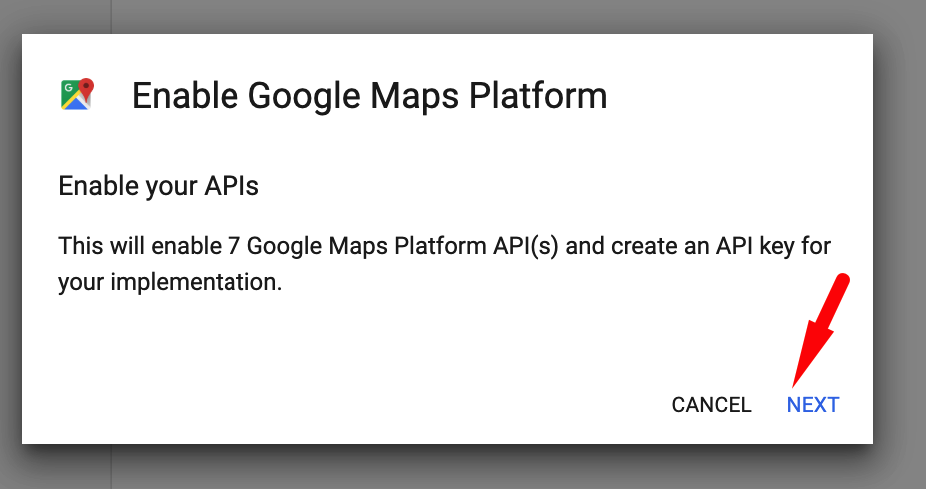 G
Enable Google Maps Platform
Enable your APIs
This will enable 7 Google Maps Platform API(s) and create an API key for
your implementation.
CANCEL NEXT